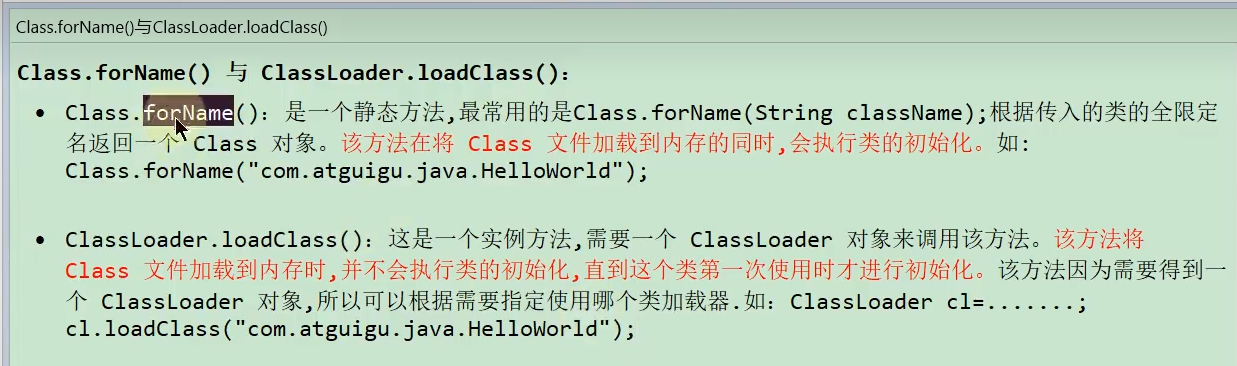 Class.forName()与ClassLoader.loadClass()
Class.forName() 与 ClassLoader.loadClass():
• Class.forName(): 是一个静态方法,最常用的是Class.forName(String className);根据传入的类的全限定
名返回一个 Class 对象。该方法在将 Class 文件加载到内存的同时,会执行类的初始化。如:
Class.forName("com.atguigu.java.HelloWorld");
• ClassLoader.loadClass(): 这是一个实例方法,需要一个 ClassLoader 对象来调用该方法。该方法将
Class 文件加载到内存时,并不会执行类的初始化,直到这个类第一次使用时才进行初始化。该方法因为需要得到一
个 ClassLoader 对象,所以可以根据需要指定使用哪个类加载器.如: ClassLoader cl=.......;
cl.loadClass("com.atguigu.java.HelloWorld");